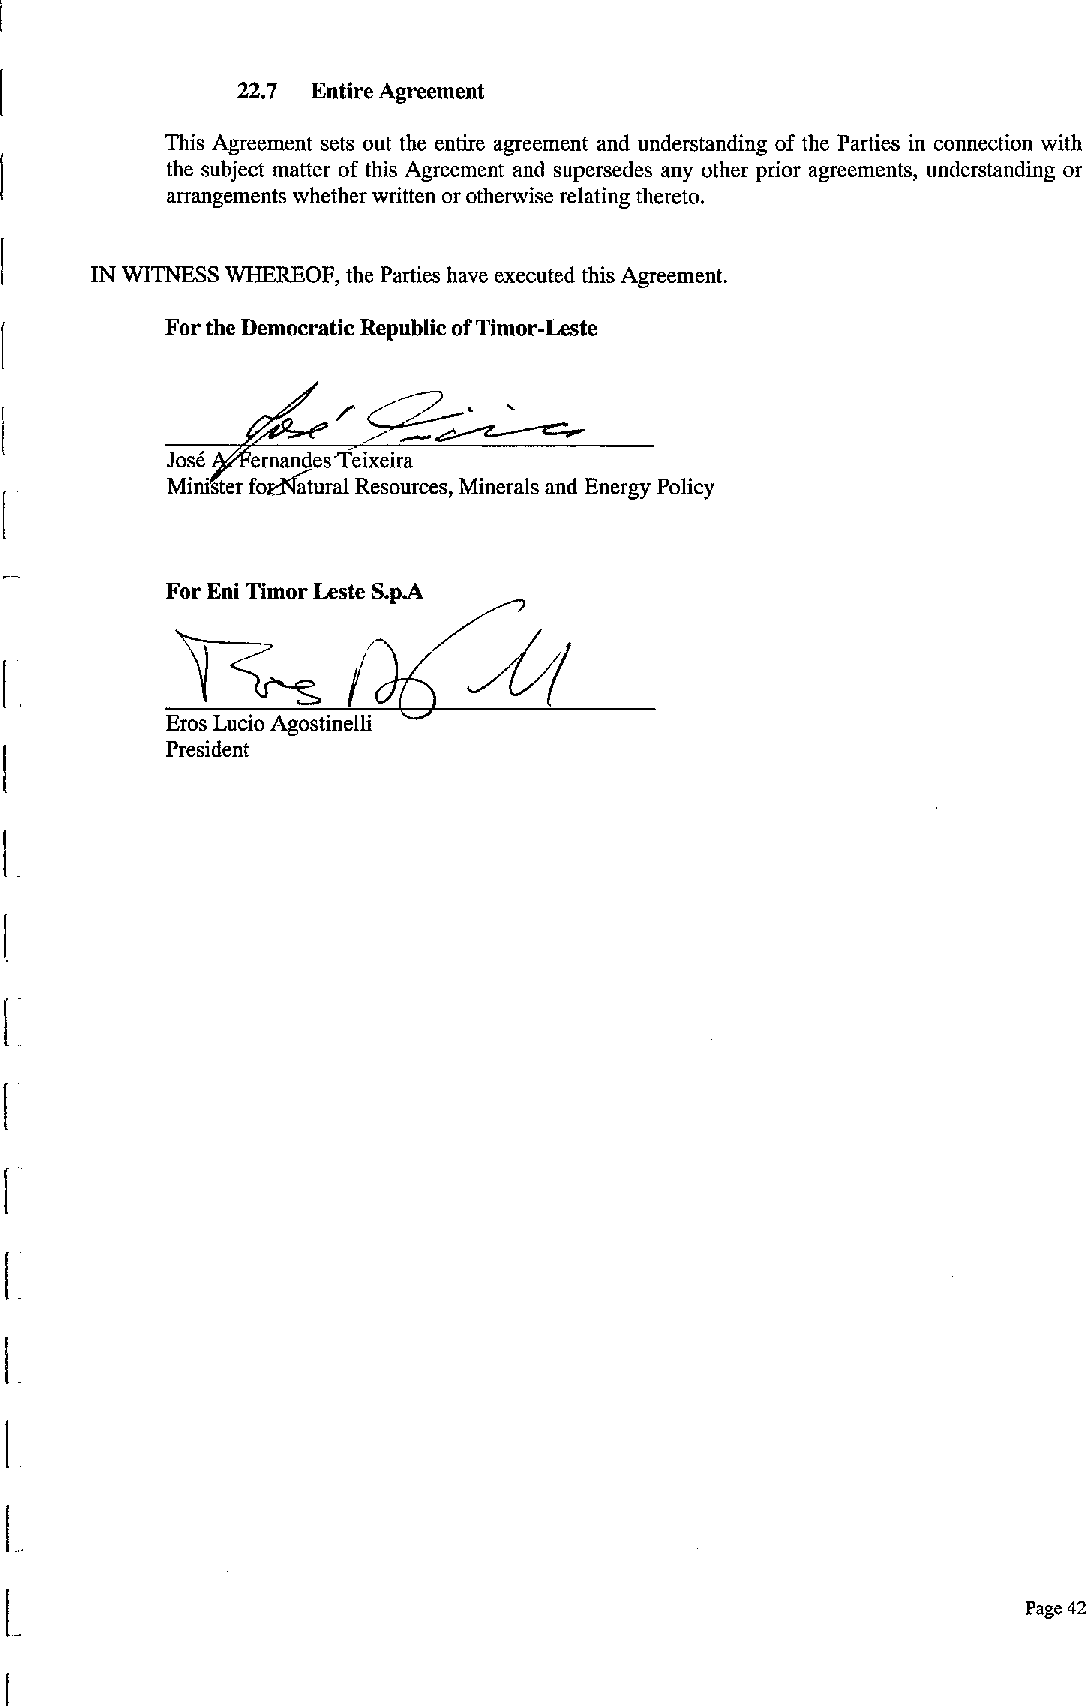 22.7 Entire Agreement
This Agreement sets out the entire agreement and understanding of the Parties in connection with
the subject matter of this Agreement and supersedes any other prior agreements, understanding or
arrangements whether written or otherwise relating thereto.
IN WITNESS WHEREOF, the Parties have executed this Agreement.
For the Democratic Republic of Timor-Leste
José Teixeira
José A. Fernandes Teixeira
Minister for Natural Resources, Minerals and Energy Policy
For Eni Timor Leste S.p.A
Eros Lucio Agostinelli
President
Page 42